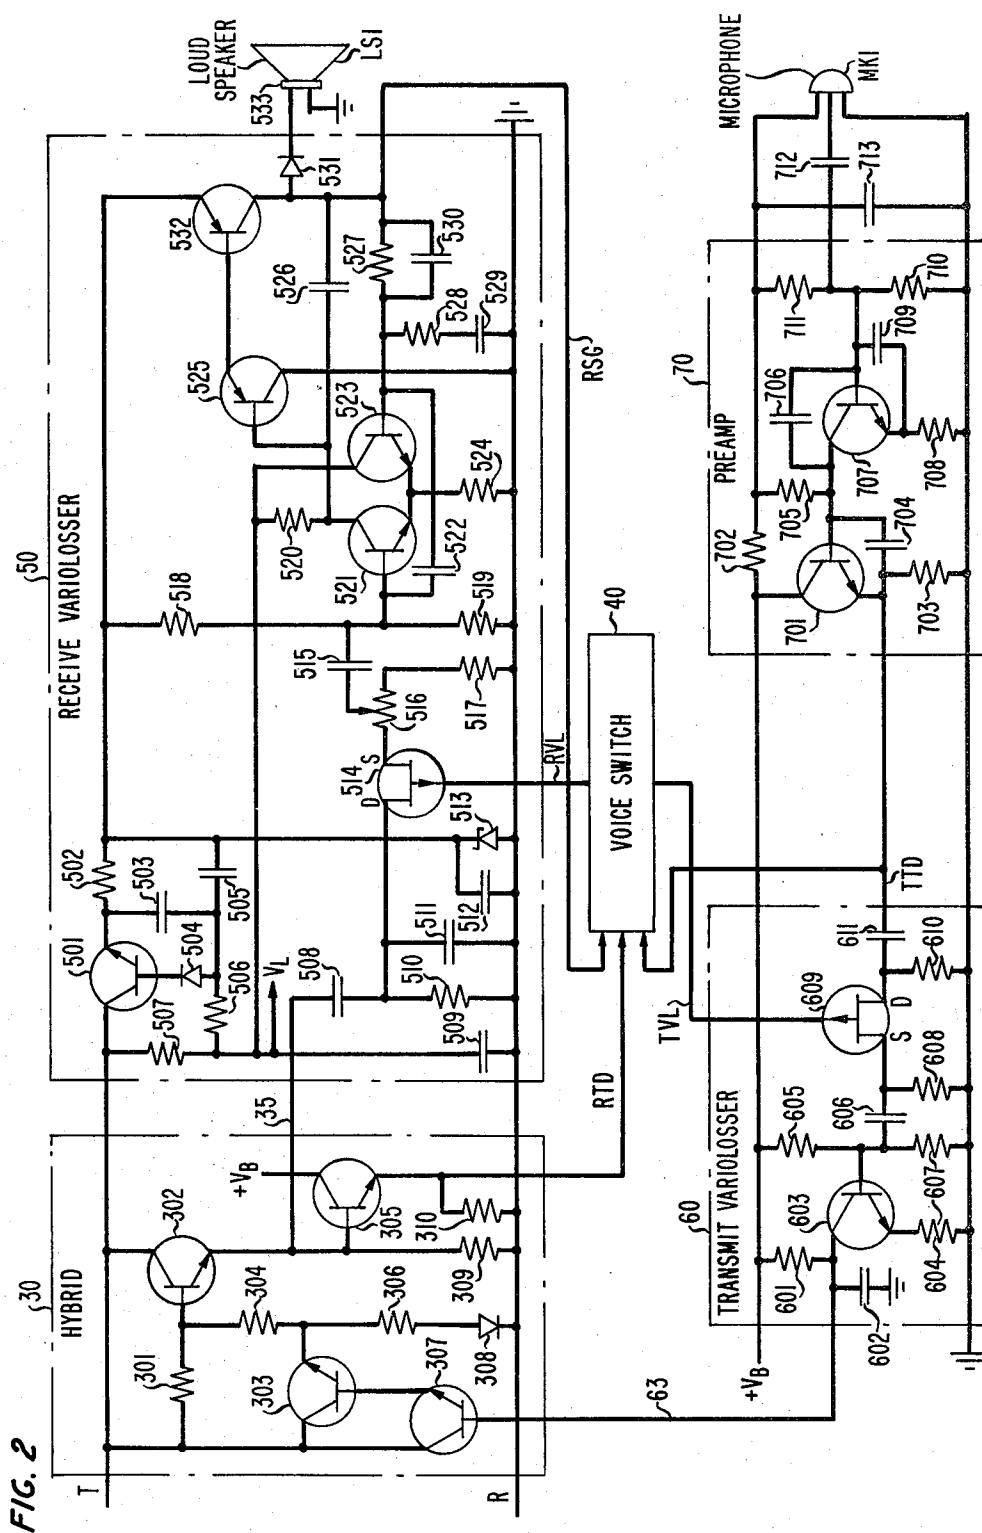 FIG. 2
T
R
30
HYBRID
301
302
303
304
305
306
307
308
309
310
+VB
35
63
RTD
50
RECEIVE VARIOLOSSER
501
502
503
504
505
506
507
VL
508
509
510
511
512
513
514
D
S
515
516
517
518
519
520
521
522
523
524
525
526
527
528
529
530
531
532
533
LOUD
SPEAKER
LS1
RSG
RVL
40
VOICE SWITCH
TVL
TTD
60
TRANSMIT VARIOLOSSER
+VB
601
602
603
604
605
606
607
608
609
S
D
610
611
70
PREAMP
701
702
703
704
705
706
707
708
709
710
711
712
713
MICROPHONE
MK1